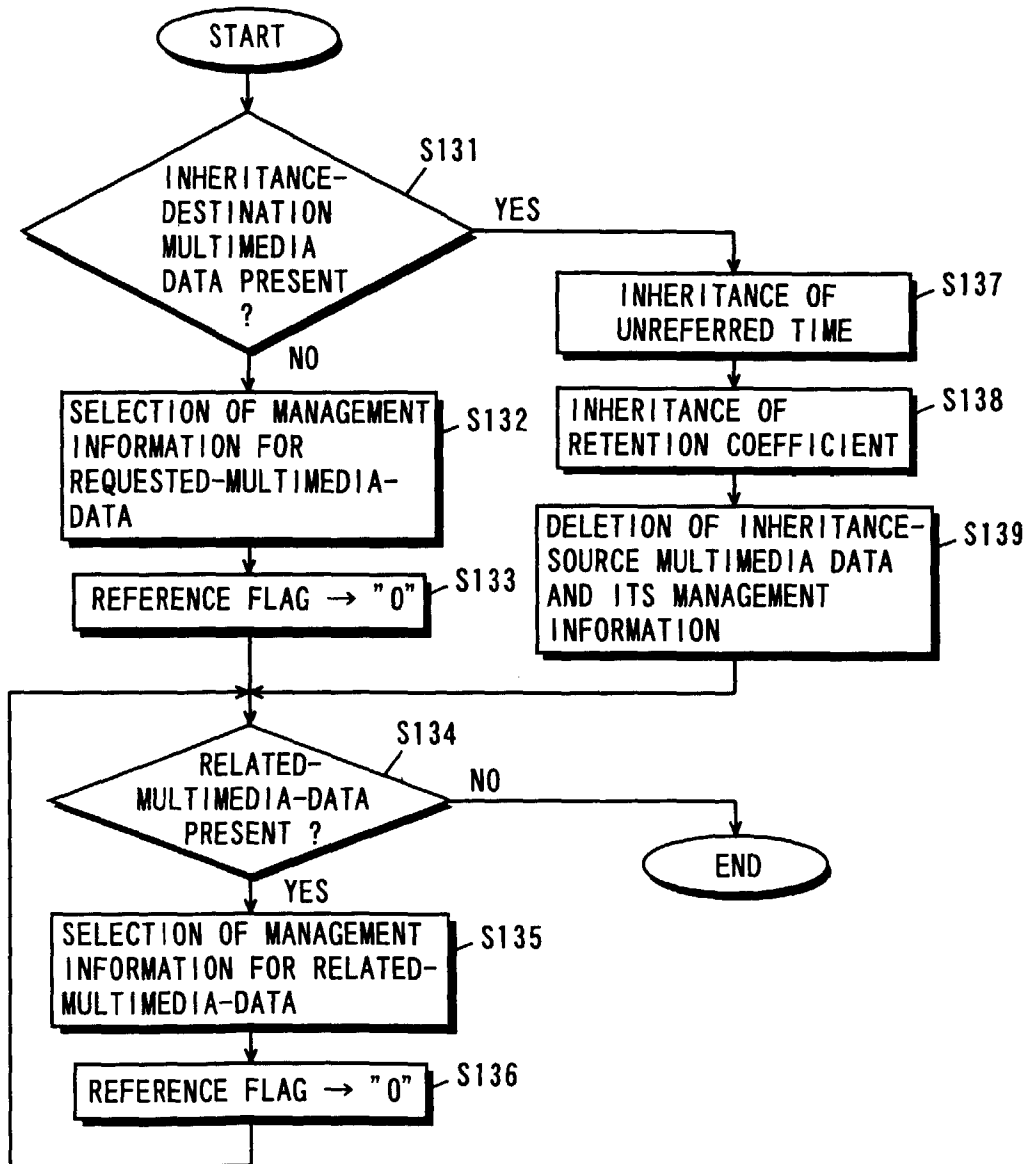 START
S131
INHERITANCE-
DESTINATION
MULTIMEDIA
DATA PRESENT
?
YES
NO
INHERITANCE OF
UNREFERRED TIME
S137
SELECTION OF MANAGEMENT
INFORMATION FOR
REQUESTED-MULTIMEDIA-
DATA
S132
INHERITANCE OF
RETENTION COEFFICIENT
S138
DELETION OF INHERITANCE-
SOURCE MULTIMEDIA DATA
AND ITS MANAGEMENT
INFORMATION
S139
REFERENCE FLAG → "0"
S133
S134
RELATED-
MULTIMEDIA-DATA
PRESENT ?
NO
END
YES
SELECTION OF MANAGEMENT
INFORMATION FOR RELATED-
MULTIMEDIA-DATA
S135
REFERENCE FLAG → "0"
S136